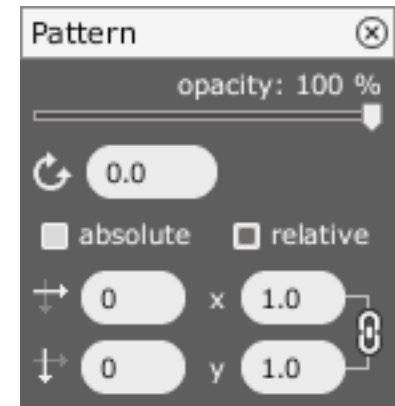 Pattern
opacity: 100 %
0.0
absolute relative
0 x 1.0
0 y 1.0